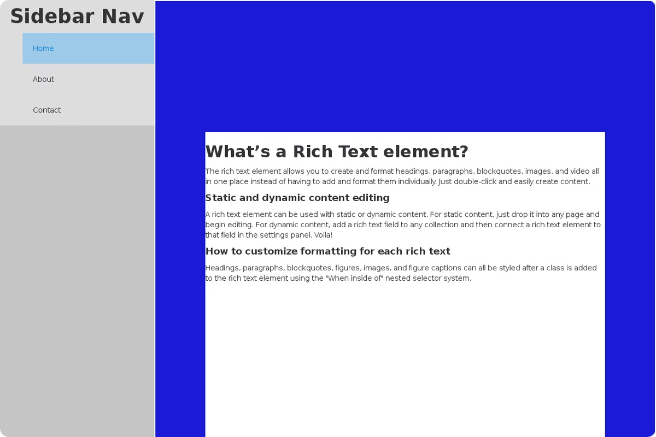 Sidebar Nav
Home
About
Contact
What's a Rich Text element?
The rich text element allows you to create and format headings, paragraphs, blockquotes, images, and video all
in one place instead of having to add and format them individually. Just double-click and easily create content.
Static and dynamic content editing
A rich text element can be used with static or dynamic content. For static content, just drop it into any page and
begin editing. For dynamic content, add a rich text field to any collection and then connect a rich text element to
that field in the settings panel. Voila!
How to customize formatting for each rich text
Headings, paragraphs, blockquotes, figures, images, and figure captions can all be styled after a class is added
to the rich text element using the "When inside of" nested selector system.